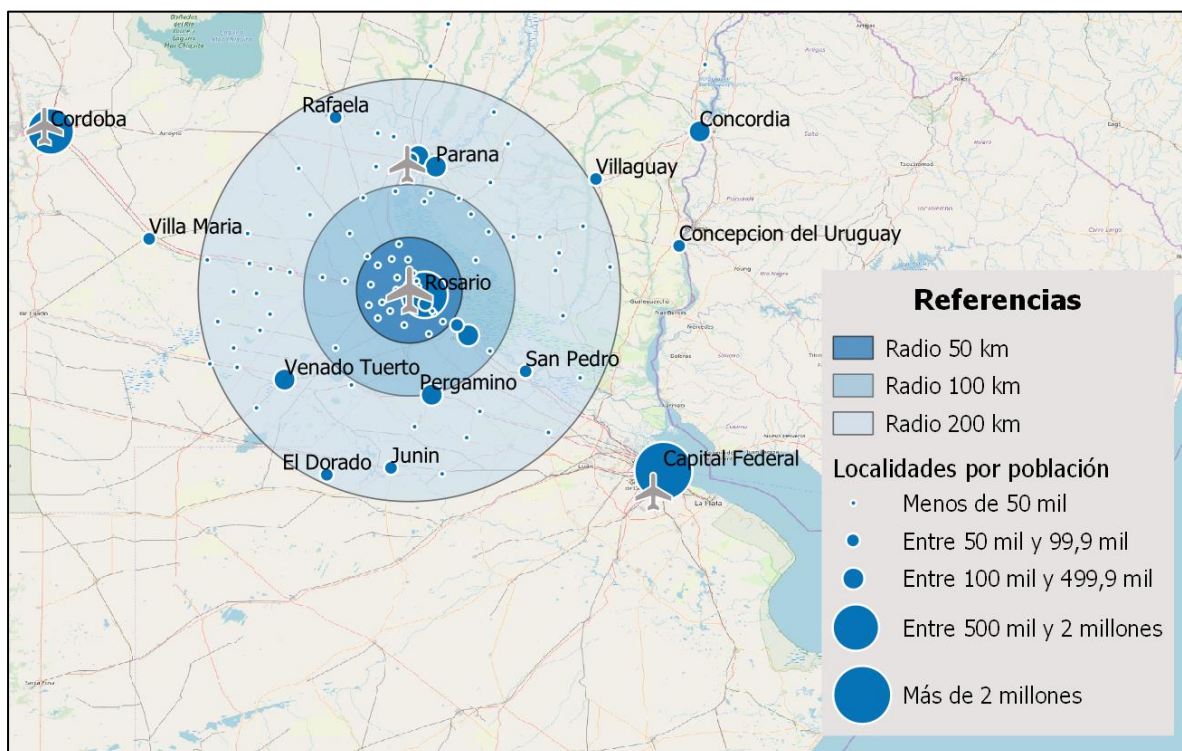 Cordoba
Rafaela
Parana
Concordia
Villaguay
Villa Maria
Concepcion del Uruguay
Rosario
Venado Tuerto
Pergamino
San Pedro
El Dorado
Junin
Capital Federal
La Plata
Referencias
Radio 50 km
Radio 100 km
Radio 200 km
Localidades por población
Menos de 50 mil
Entre 50 mil y 99,9 mil
Entre 100 mil y 499,9 mil
Entre 500 mil y 2 millones
Más de 2 millones